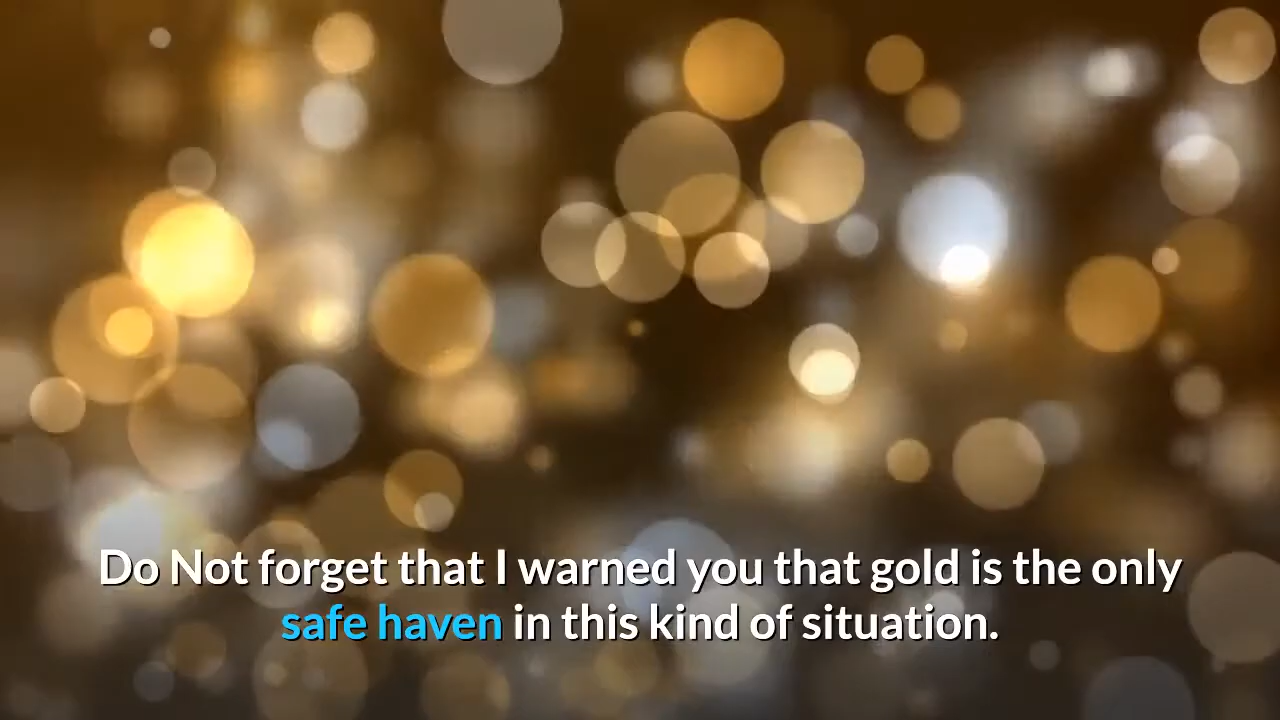 Do Not forget that I warned you that gold is the only
safe haven in this kind of situation.